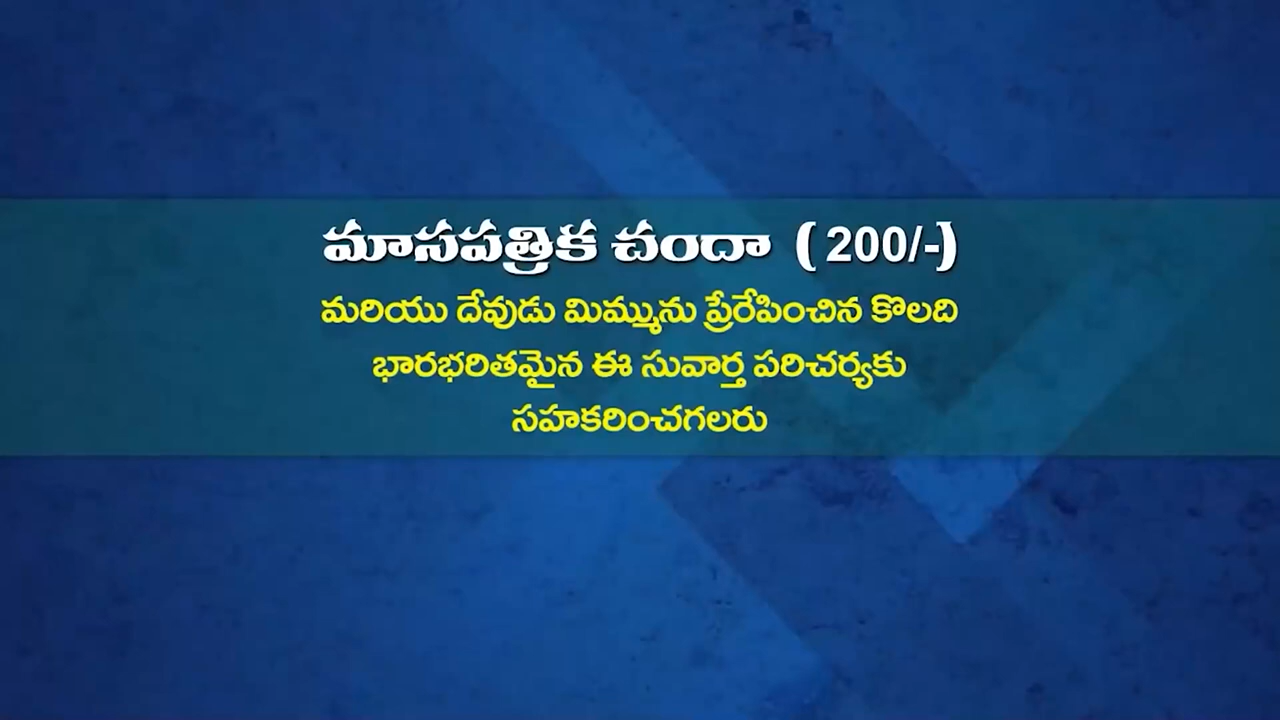 మాసపత్రిక చందా ( 200/-)
మరియు దేవుడు మిమ్మును ప్రేరేపించిన కొలది
భారభరితమైన ఈ సువార్త పరిచర్యకు
సహకరించగలరు